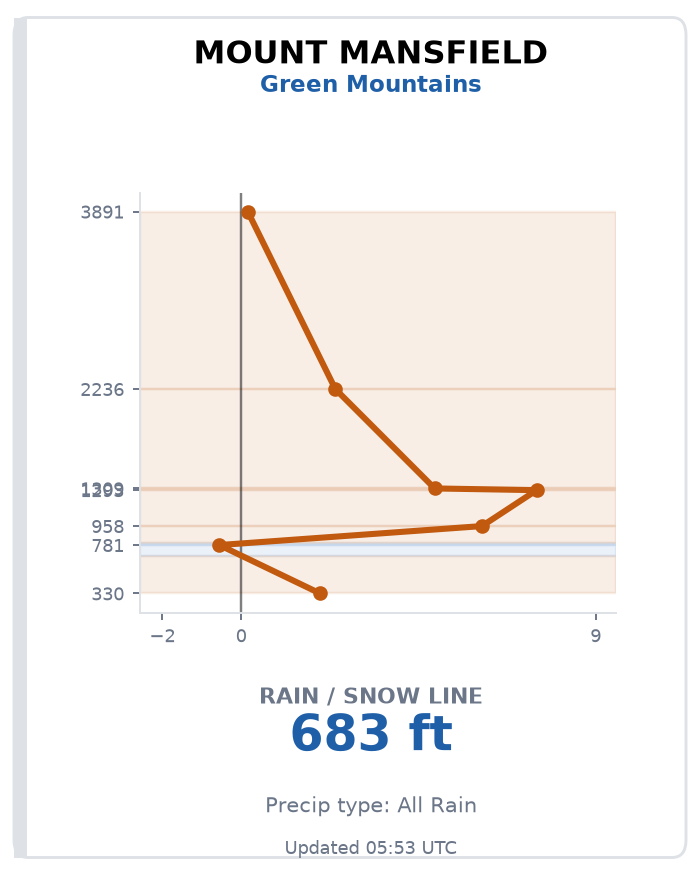 MOUNT MANSFIELD
Green Mountains
3891
2236
1309
958
781
330
−2 0 9
RAIN / SNOW LINE
683 ft
Precip type: All Rain
Updated 05:53 UTC